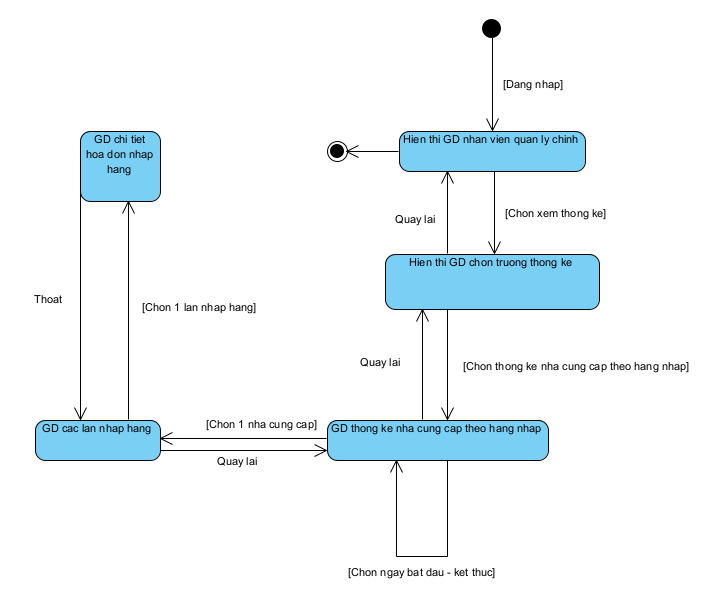 [Dang nhap]
GD chi tiet
hoa don nhap
hang
Hien thi GD nhan vien quan ly chinh
Quay lai
[Chon xem thong ke]
Hien thi GD chon truong thong ke
Thoat
[Chon 1 lan nhap hang]
Quay lai
[Chon thong ke nha cung cap theo hang nhap]
GD cac lan nhap hang
[Chon 1 nha cung cap]
GD thong ke nha cung cap theo hang nhap
Quay lai
[Chon ngay bat dau - ket thuc]